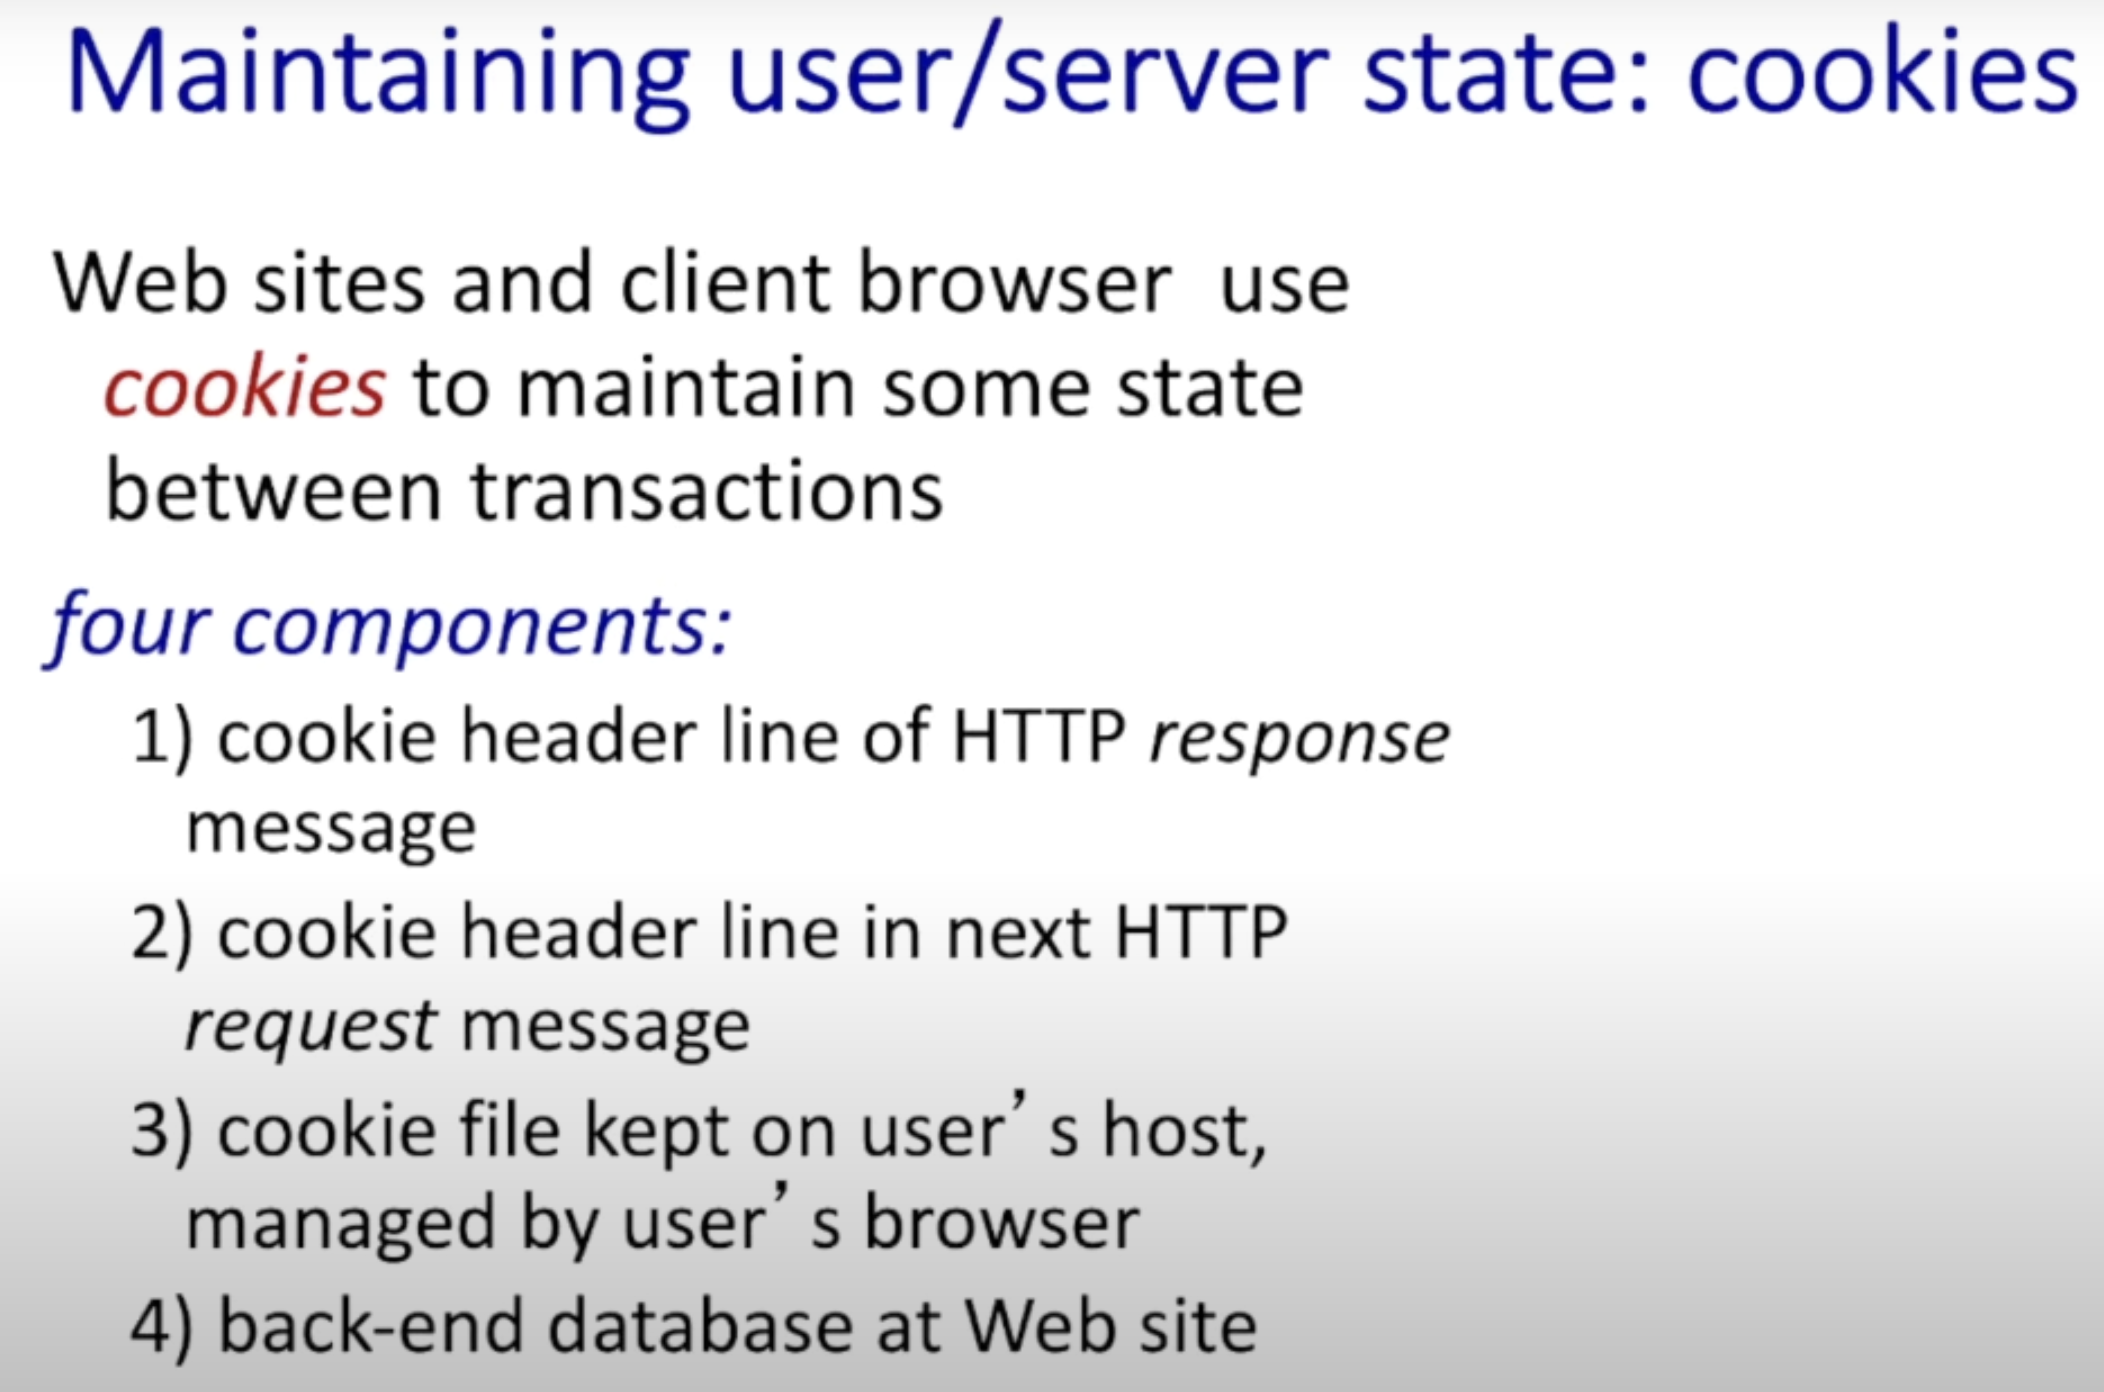 Maintaining user/server state: cookies
Web sites and client browser use
cookies to maintain some state
between transactions
four components:
1) cookie header line of HTTP response
message
2) cookie header line in next HTTP
request message
3) cookie file kept on user’s host,
managed by user’s browser
4) back-end database at Web site